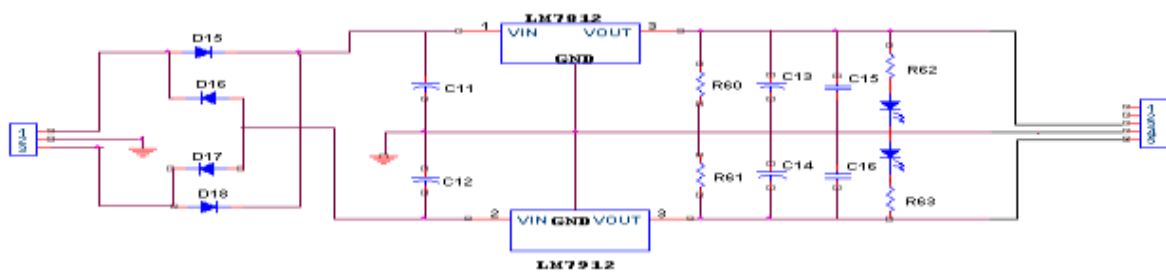 LM7812
1
VIN
VOUT
3
GND
D15
D16
D17
D18
C11
C12
R60
R61
C13
C14
C15
C16
R62
R63
2
VIN
GND
VOUT
3
LM7912